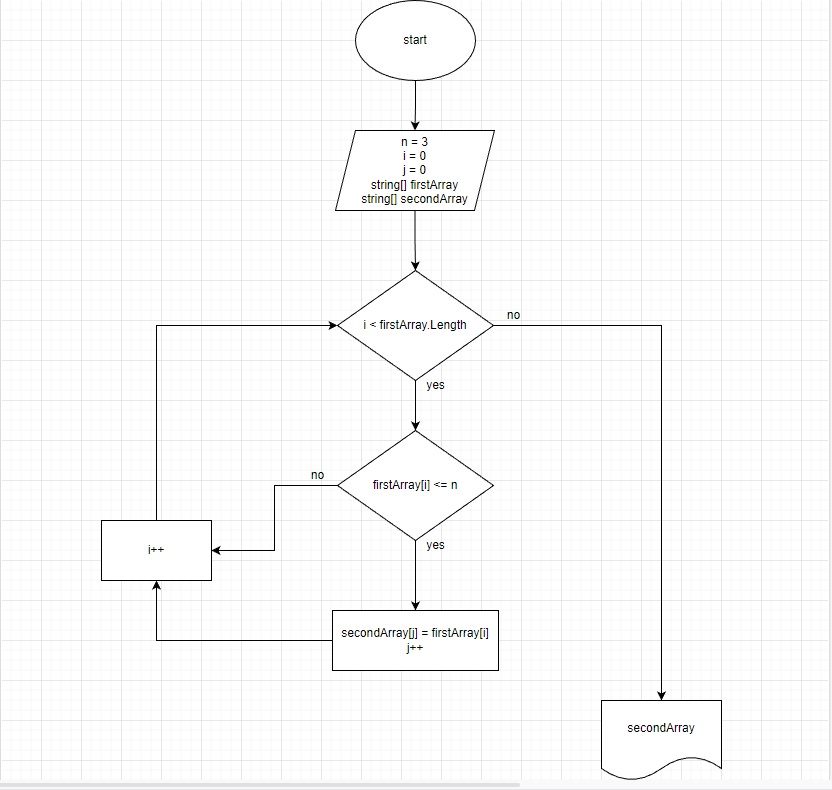 start
n = 3
i = 0
j = 0
string[] firstArray
string[] secondArray
i < firstArray.Length
no
yes
firstArray[i] <= n
no
yes
i++
secondArray[j] = firstArray[i]
j++
secondArray